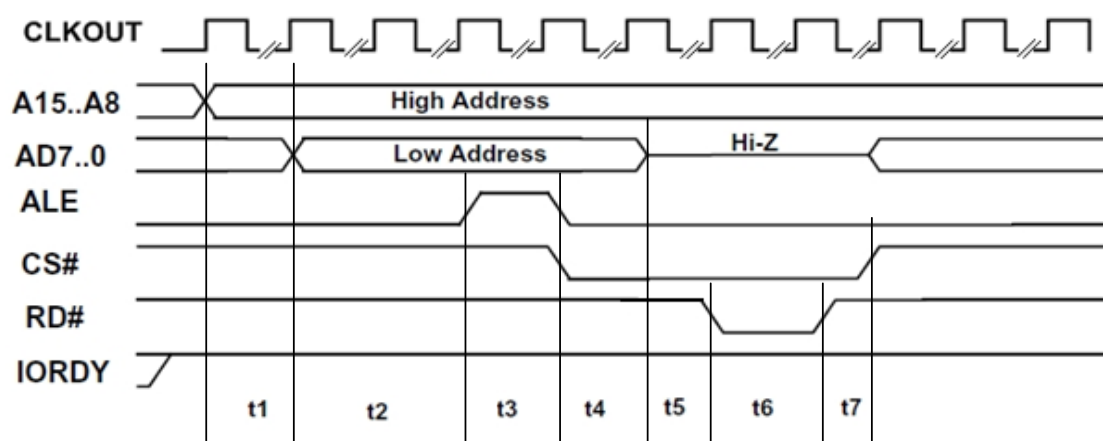 CLKOUT
A15..A8 High Address
AD7..0 Low Address Hi-Z
ALE
CS#
RD#
IORDY
t1 t2 t3 t4 t5 t6 t7